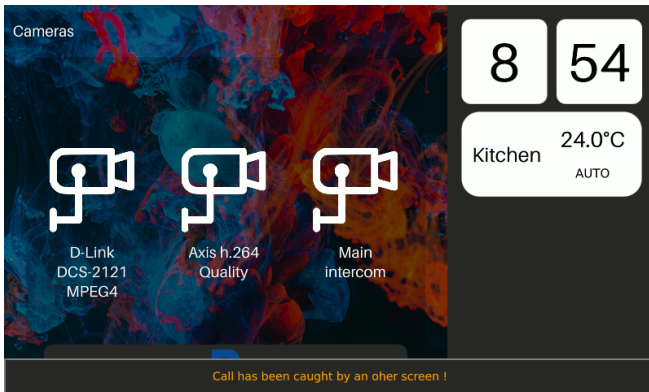 Cameras
8 54
Kitchen
24.0°C
AUTO
D-Link
DCS-2121
MPEG4
Axis h.264
Quality
Main
intercom
Call has been caught by an oher screen !